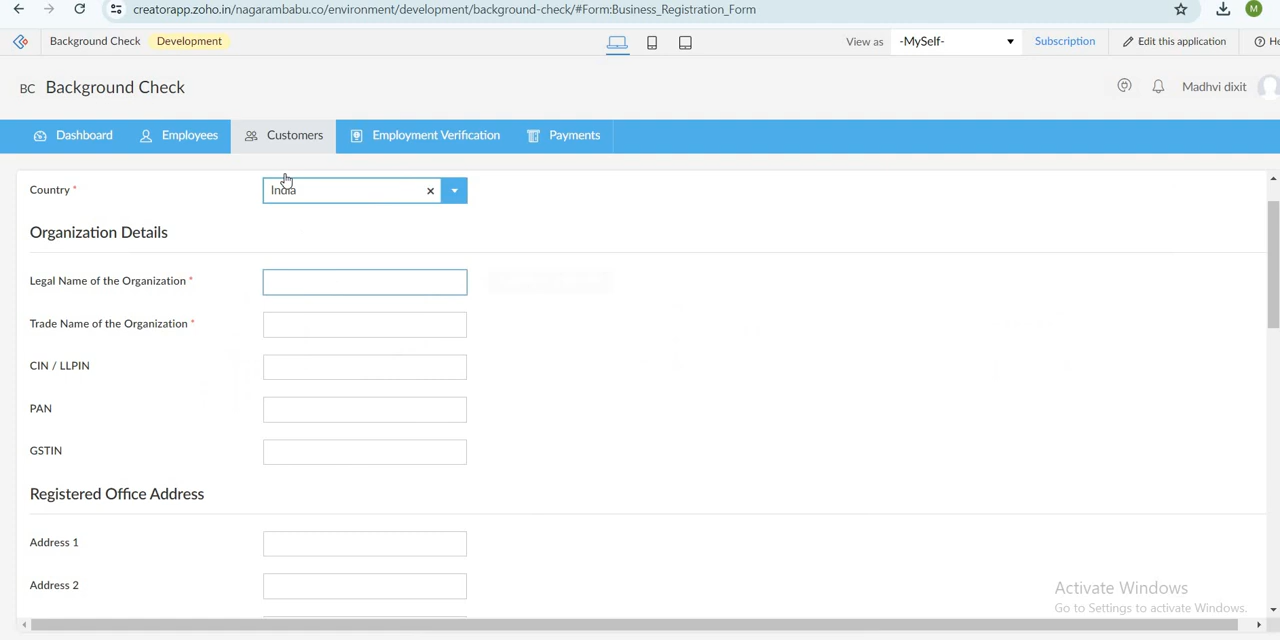 creatorapp.zoho.in/nagarambabu.co/environment/development/background-check/#Form:Business_Registration_Form
M
Background Check Development View as -MySelf- Subscription Edit this application He
BC Background Check Madhvi dixit
Dashboard Employees Customers Employment Verification Payments
Country * India
Organization Details
Legal Name of the Organization *
Trade Name of the Organization *
CIN / LLPIN
PAN
GSTIN
Registered Office Address
Address 1
Address 2
Activate Windows
Go to Settings to activate Windows.